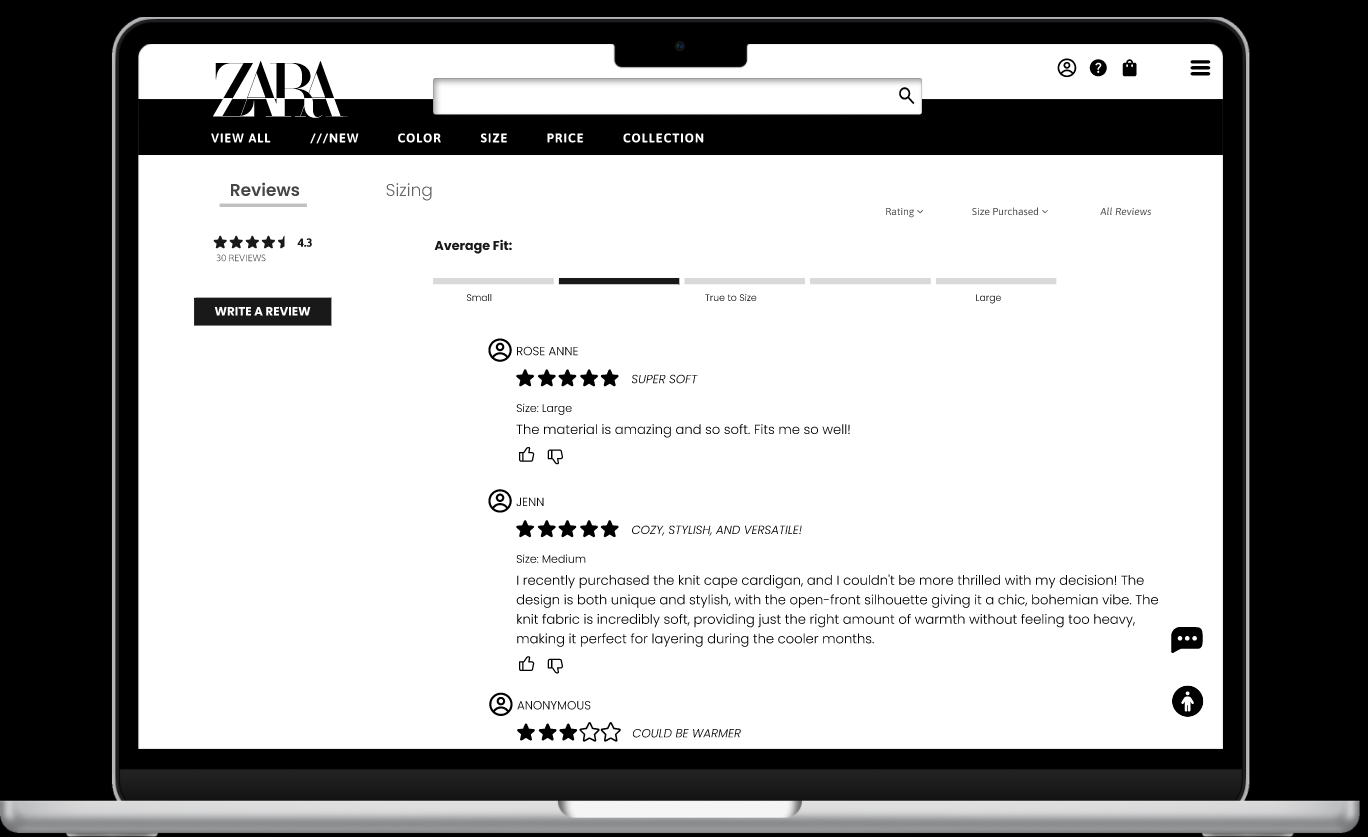 ZARA
VIEW ALL ///NEW COLOR SIZE PRICE COLLECTION
Reviews Sizing
Rating Size Purchased All Reviews
4.3
30 REVIEWS
WRITE A REVIEW
Average Fit:
Small True to Size Large
ROSE ANNE
SUPER SOFT
Size: Large
The material is amazing and so soft. Fits me so well!
JENN
COZY, STYLISH, AND VERSATILE!
Size: Medium
I recently purchased the knit cape cardigan, and I couldn't be more thrilled with my decision! The
design is both unique and stylish, with the open-front silhouette giving it a chic, bohemian vibe. The
knit fabric is incredibly soft, providing just the right amount of warmth without feeling too heavy,
making it perfect for layering during the cooler months.
ANONYMOUS
COULD BE WARMER